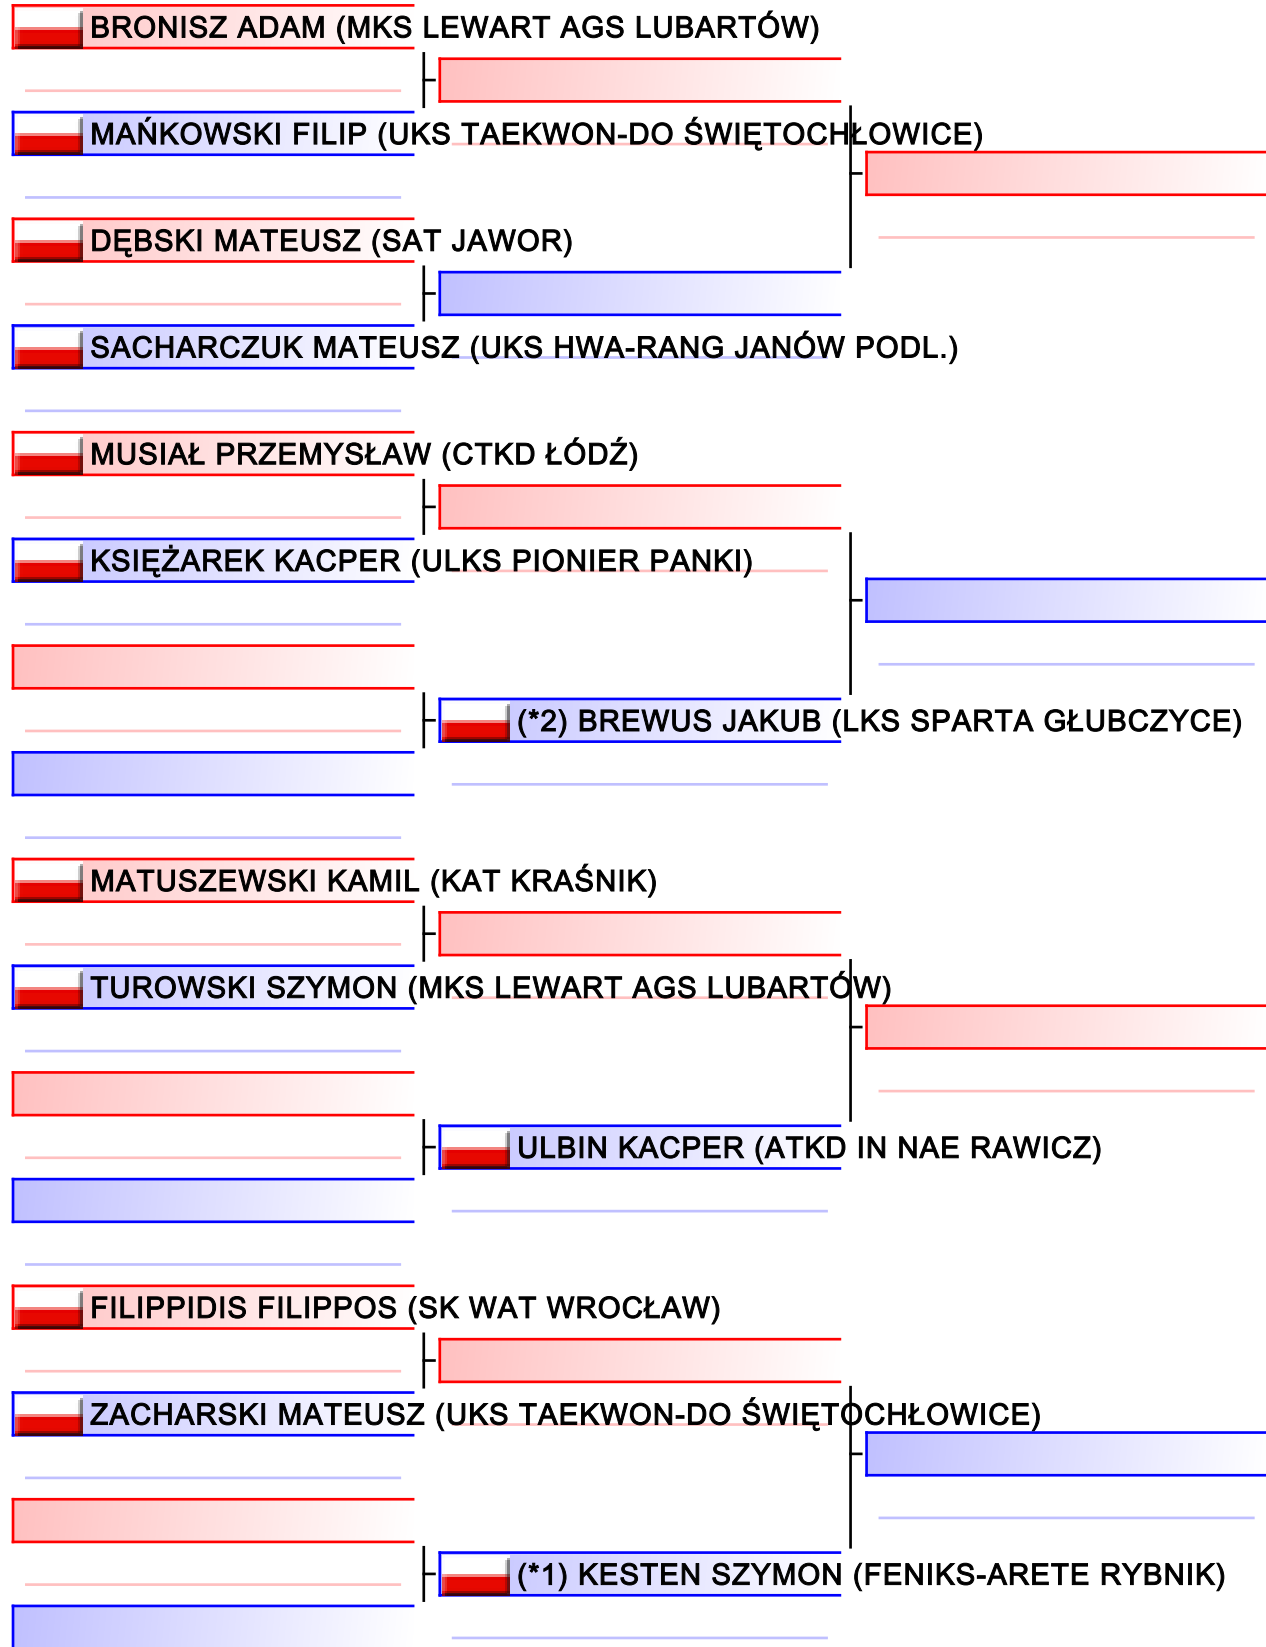 BRONISZ ADAM (MKS LEWART AGS LUBARTÓW)
MAŃKOWSKI FILIP (UKS TAEKWON-DO ŚWIĘTOCHŁOWICE)
DĘBSKI MATEUSZ (SAT JAWOR)
SACHARCZUK MATEUSZ (UKS HWA-RANG JANÓW PODL.)
MUSIAŁ PRZEMYSŁAW (CTKD ŁÓDŹ)
KSIĘŻAREK KACPER (ULKS PIONIER PANKI)
(*2) BREWUS JAKUB (LKS SPARTA GŁUBCZYCE)
MATUSZEWSKI KAMIL (KAT KRAŚNIK)
TUROWSKI SZYMON (MKS LEWART AGS LUBARTÓW)
ULBIN KACPER (ATKD IN NAE RAWICZ)
FILIPPIDIS FILIPPOS (SK WAT WROCŁAW)
ZACHARSKI MATEUSZ (UKS TAEKWON-DO ŚWIĘTOCHŁOWICE)
(*1) KESTEN SZYMON (FENIKS-ARETE RYBNIK)